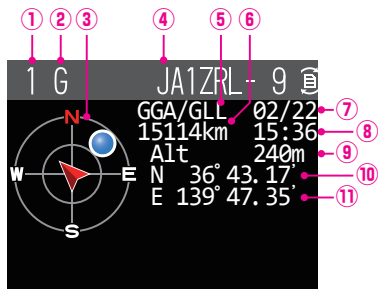 ① ② ③ ④ ⑤ ⑥
1 G JA1ZRL- 9
GGA/GLL 02/22 ⑦
15114km 15:36 ⑧
Alt 240m ⑨
N 36° 43.17' ⑩
E 139° 47.35' ⑪
N
W E
S